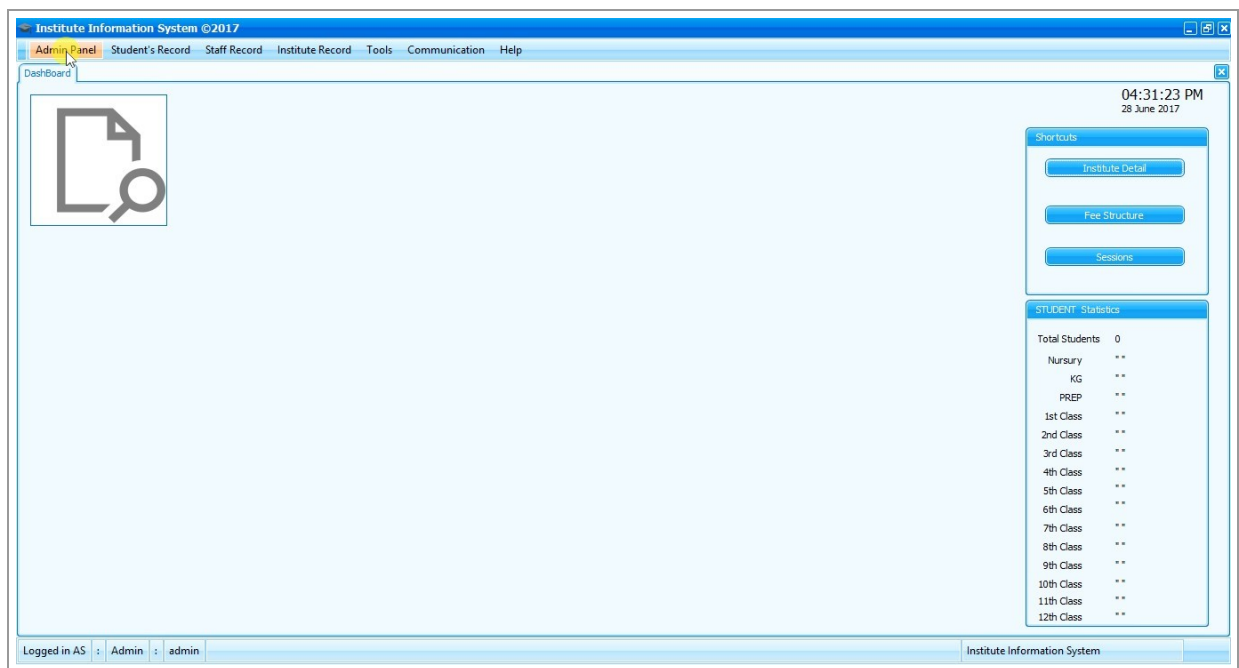 Institute Information System ©2017
Admin Panel Student's Record Staff Record Institute Record Tools Communication Help
DashBoard
04:31:23 PM
28 June 2017
Shortcuts
Institute Detail
Fee Structure
Sessions
STUDENT Statistics
Total Students 0
Nursury " "
KG " "
PREP " "
1st Class " "
2nd Class " "
3rd Class " "
4th Class " "
5th Class " "
6th Class " "
7th Class " "
8th Class " "
9th Class " "
10th Class " "
11th Class " "
12th Class " "
Logged in AS : Admin : admin Institute Information System